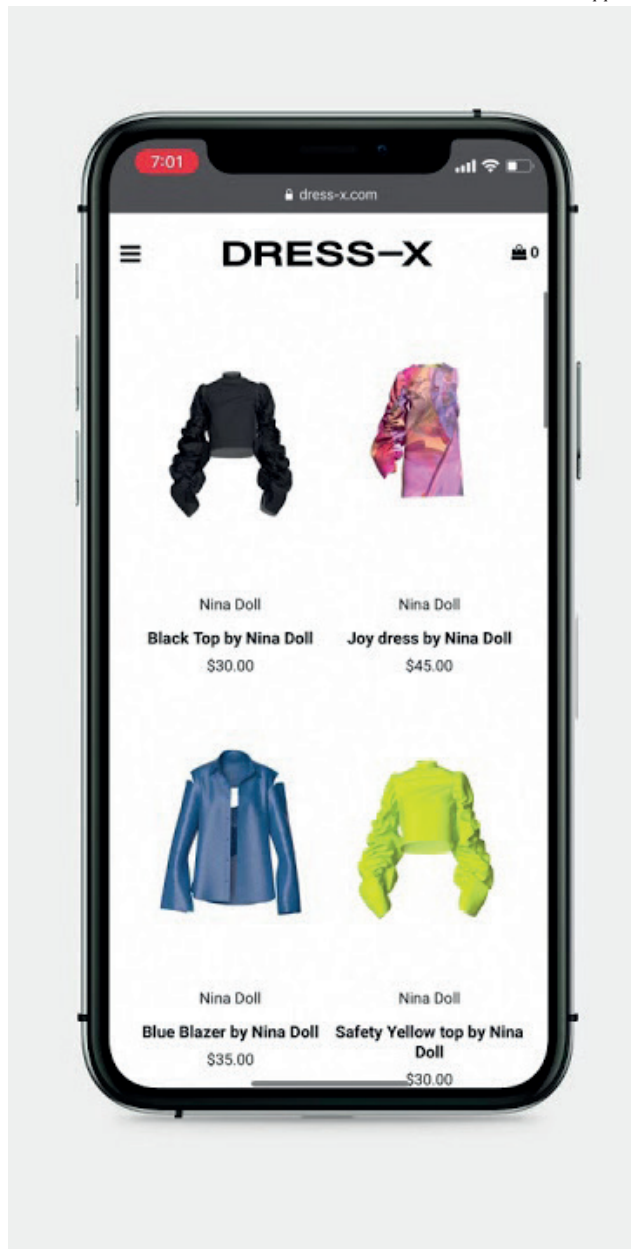 7:01
dress-x.com
DRESS-X
0
Nina Doll
Black Top by Nina Doll
$30.00
Nina Doll
Joy dress by Nina Doll
$45.00
Nina Doll
Blue Blazer by Nina Doll
$35.00
Nina Doll
Safety Yellow top by Nina
Doll
$30.00